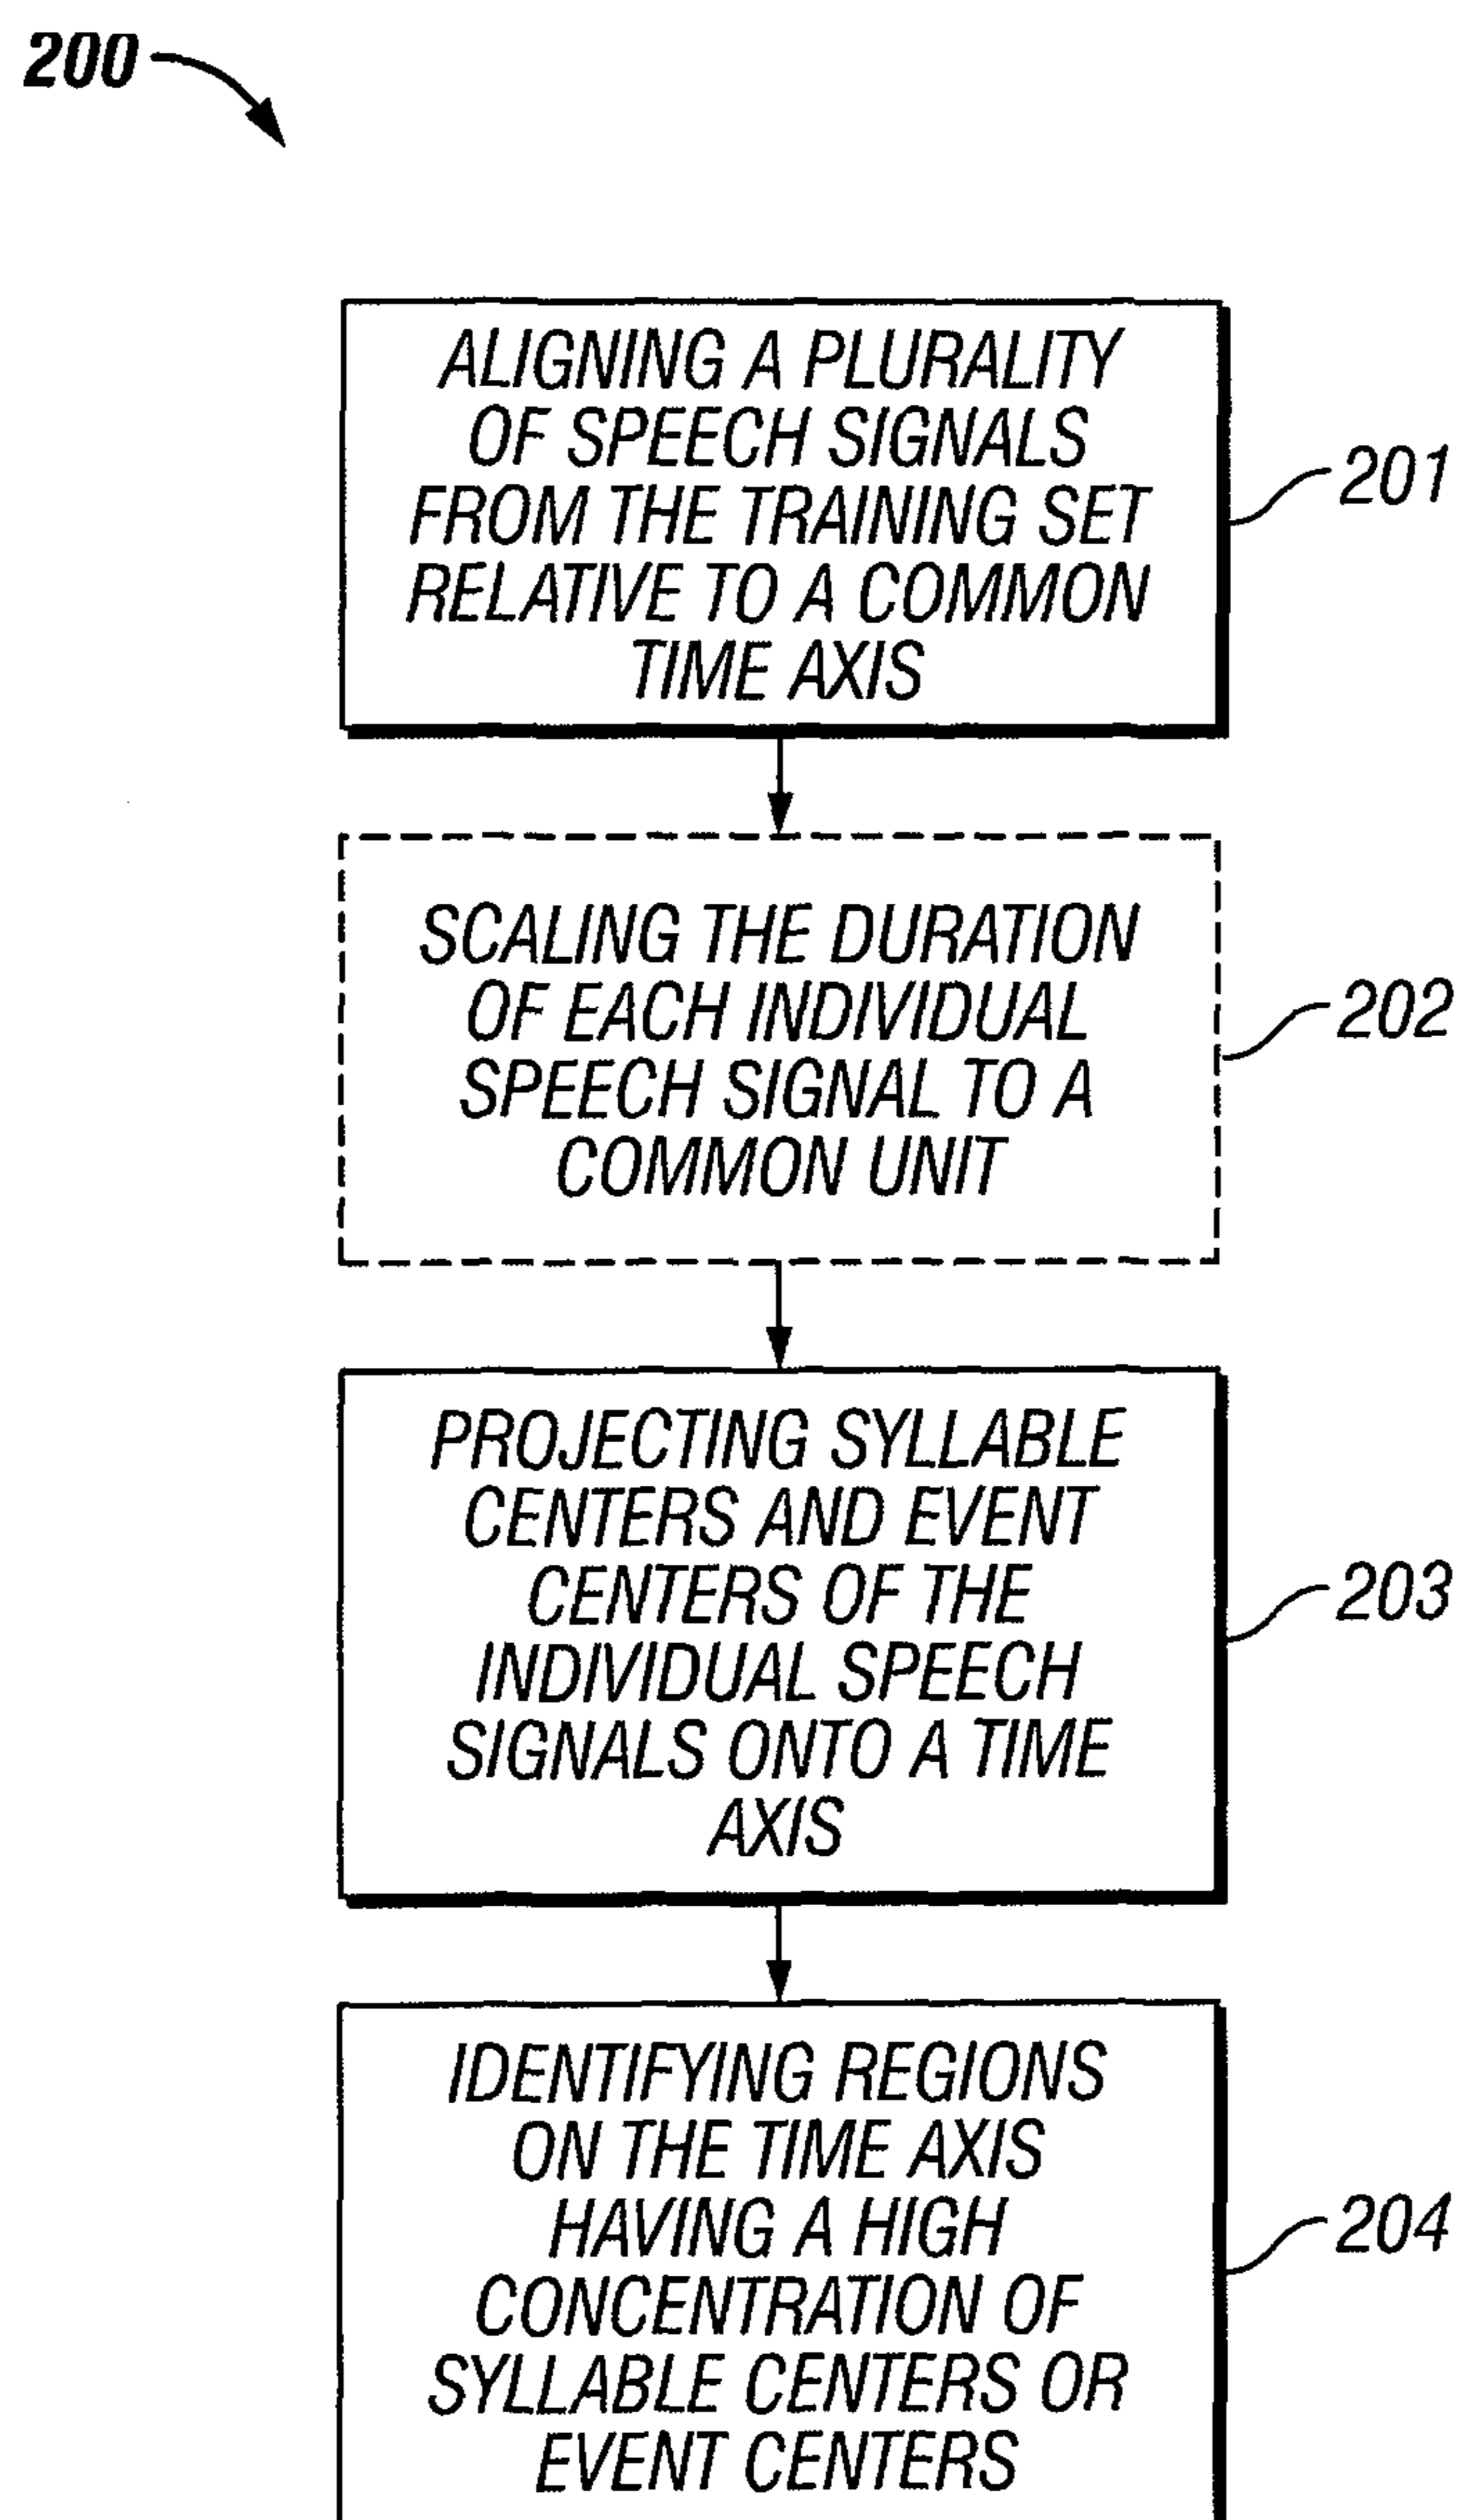 200
ALIGNING A PLURALITY
OF SPEECH SIGNALS
FROM THE TRAINING SET
RELATIVE TO A COMMON
TIME AXIS
201
SCALING THE DURATION
OF EACH INDIVIDUAL
SPEECH SIGNAL TO A
COMMON UNIT
202
PROJECTING SYLLABLE
CENTERS AND EVENT
CENTERS OF THE
INDIVIDUAL SPEECH
SIGNALS ONTO A TIME
AXIS
203
IDENTIFYING REGIONS
ON THE TIME AXIS
HAVING A HIGH
CONCENTRATION OF
SYLLABLE CENTERS OR
EVENT CENTERS
204